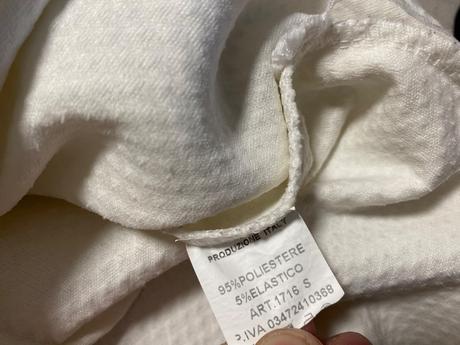 PRODUZIONE ITALY
95%POLIESTERE
5%ELASTICO
ART.1716 S
P.IVA 03472410368